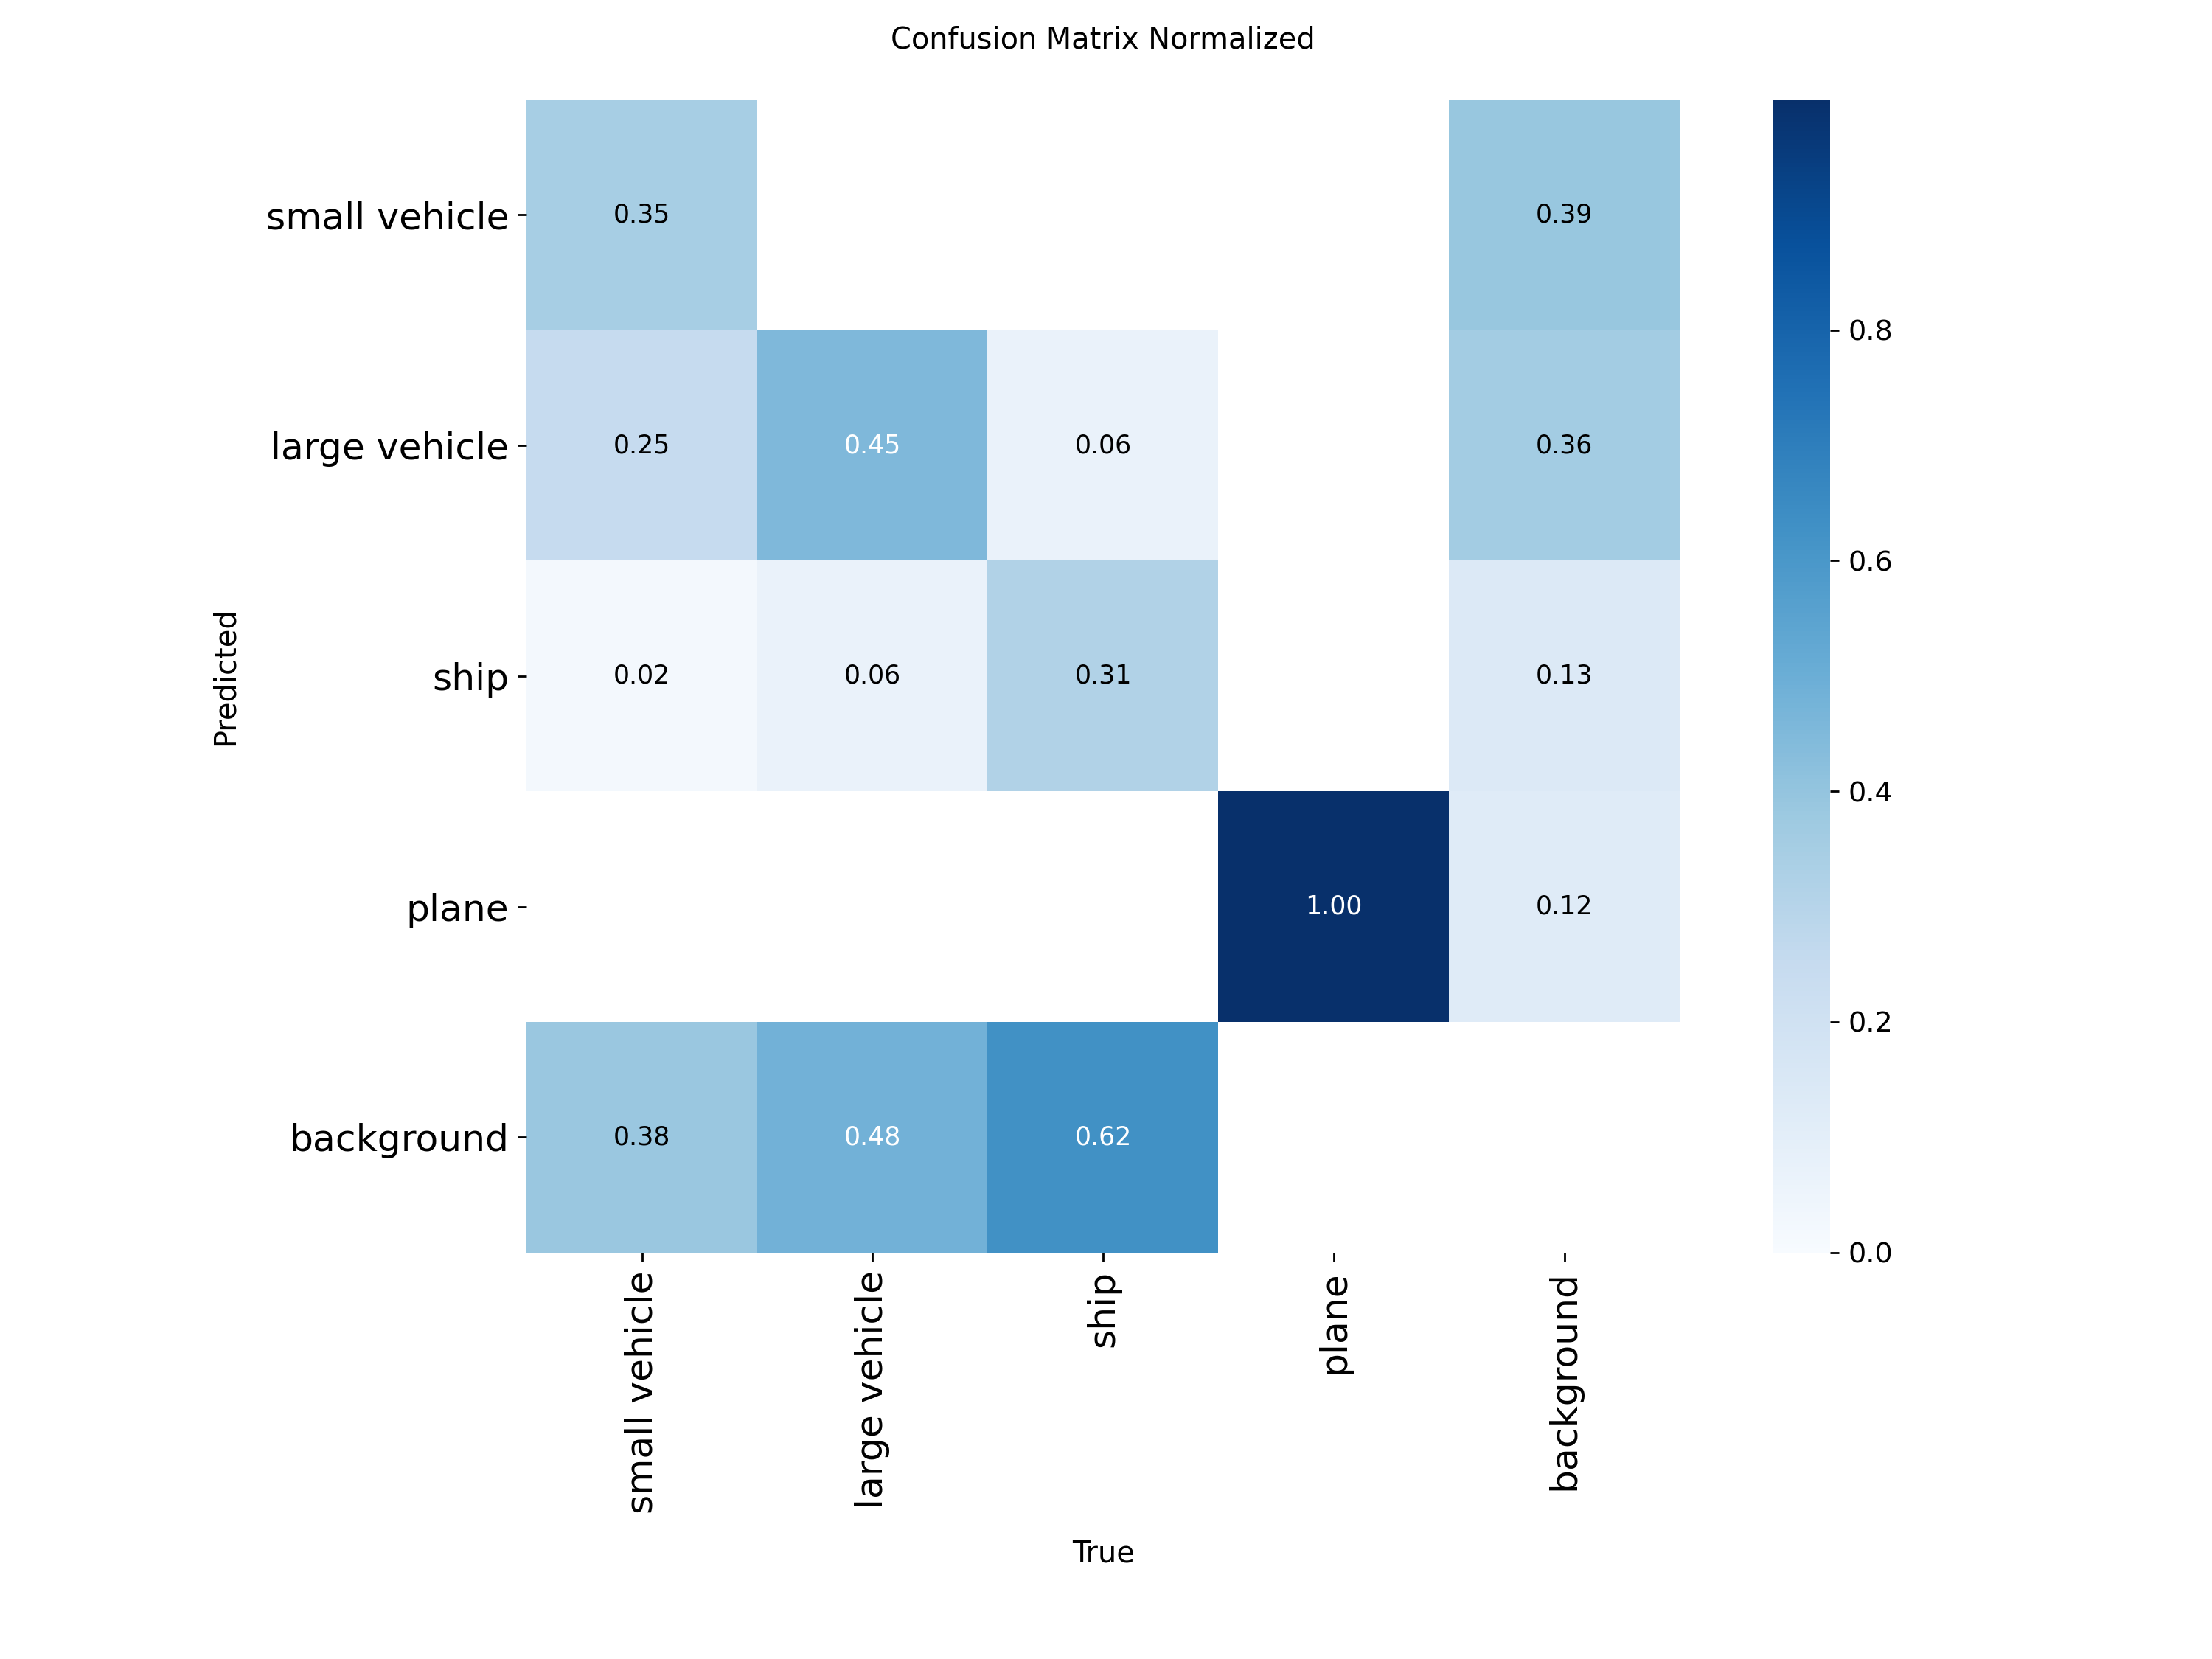 Confusion Matrix Normalized
Predicted
small vehicle 0.35 0.39
large vehicle 0.25 0.45 0.06 0.36
ship 0.02 0.06 0.31 0.13
plane 1.00 0.12
background 0.38 0.48 0.62
small vehicle
large vehicle
ship
plane
background
True
0.8
0.6
0.4
0.2
0.0